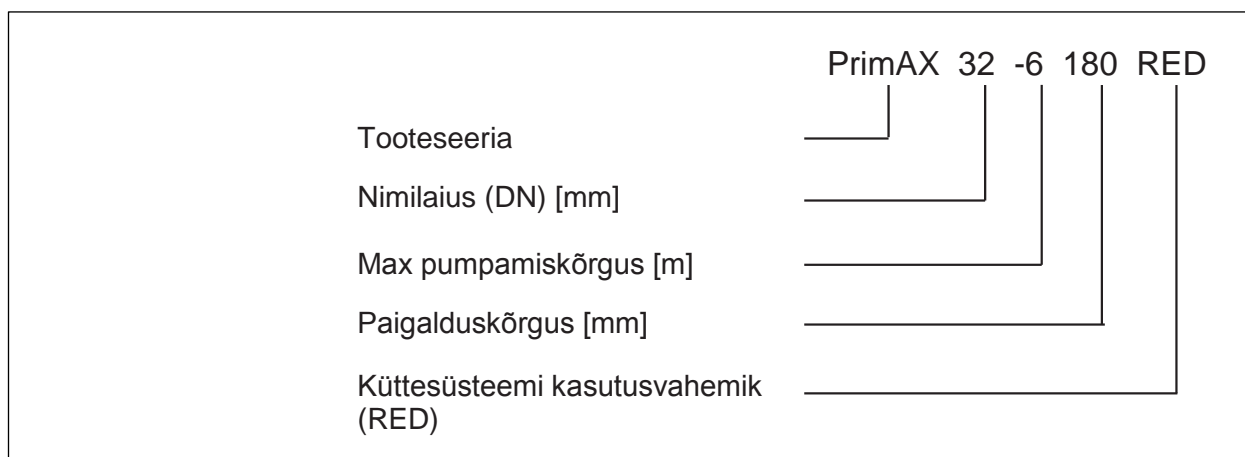 PrimAX 32 -6 180 RED
Tooteseeria
Nimilaius (DN) [mm]
Max pumpamiskõrgus [m]
Paigalduskõrgus [mm]
Küttesüsteemi kasutusvahemik
(RED)